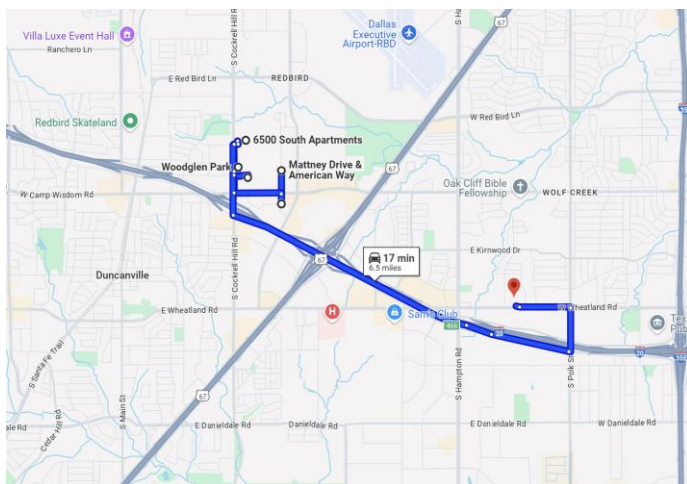 Villa Luxe Event Hall
Ranchero Ln
S Cockrell Hill Rd
67
Dallas
Executive
Airport-RBD
E Red Bird Ln
REDBIRD
W Red Bird Ln
Redbird Skateland
6500 South Apartments
Woodglen Park
Mattney Drive &
American Way
W Camp Wisdom Rd
Oak Cliff Bible
Fellowship
WOLF CREEK
E Kirnwood Dr
S Cockrell Hill Rd
Duncanville
67
17 min
6.5 miles
E Wheatland Rd
H
Sam's Club
W Wheatland Rd
20
20
S Santa Fe Trail
S Main St
67
S Hampton Rd
S Polk St
Cedar Hill Rd
E Danieldale Rd
Danieldale Rd
W Danieldale Rd